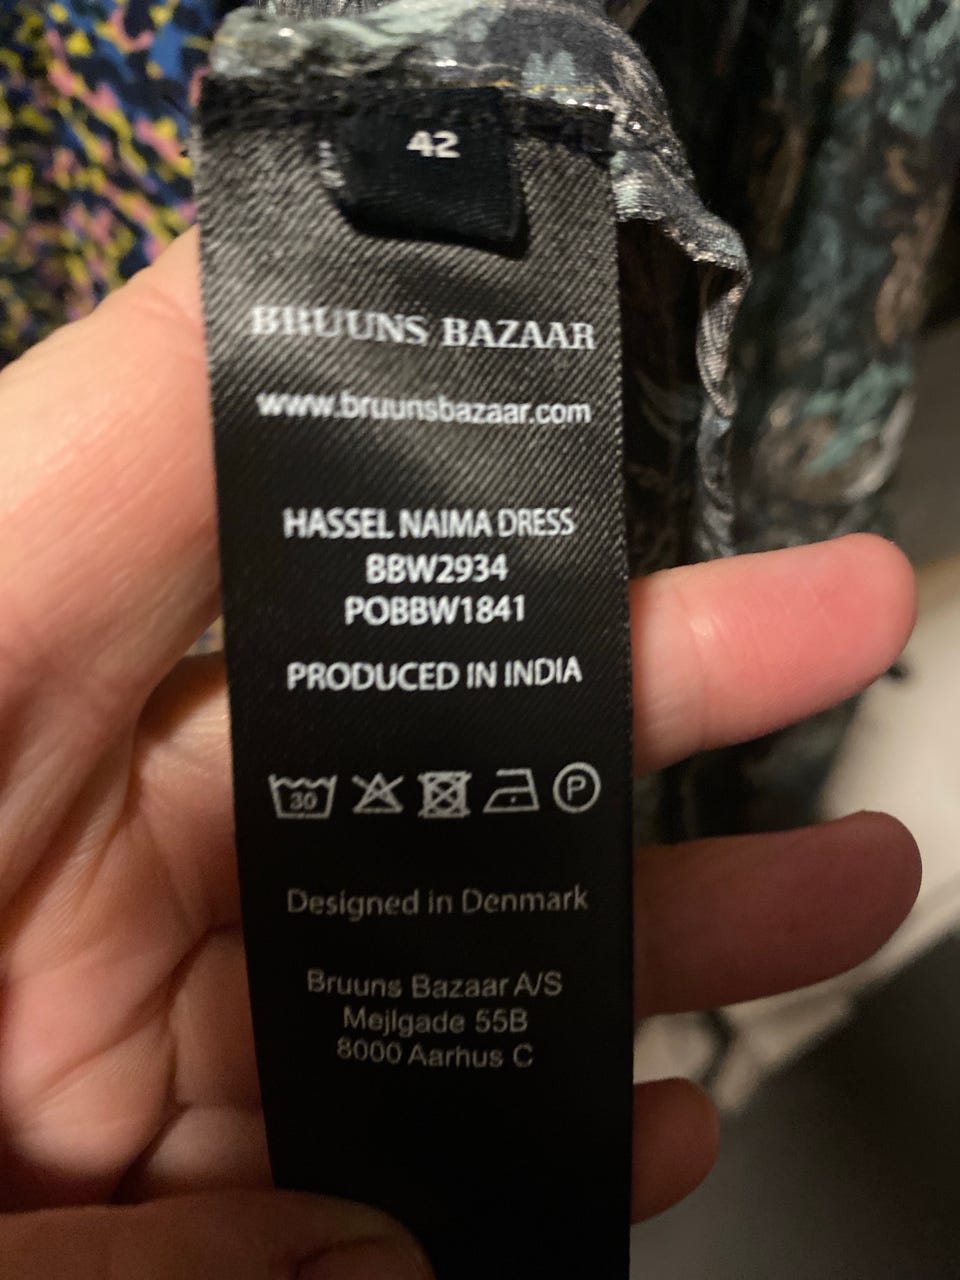 42
BRUUNS BAZAAR
www.bruunsbazaar.com
HASSEL NAIMA DRESS
BBW2934
POBBW1841
PRODUCED IN INDIA
30 P
Designed in Denmark
Bruuns Bazaar A/S
Mejlgade 55B
8000 Aarhus C